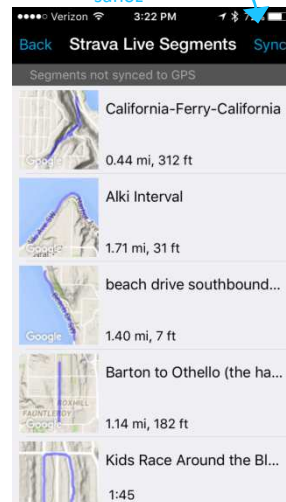 Verizon 3:22 PM
Back Strava Live Segments Sync
Segments not synced to GPS
California-Ferry-California
0.44 mi, 312 ft
Google
Alki Interval
1.71 mi, 31 ft
Google
beach drive southbound...
1.40 mi, 7 ft
Google
Barton to Othello (the ha...
ROXHILL
FAUNTLEROY
1.14 mi, 182 ft
Google
Kids Race Around the Bl...
1:45